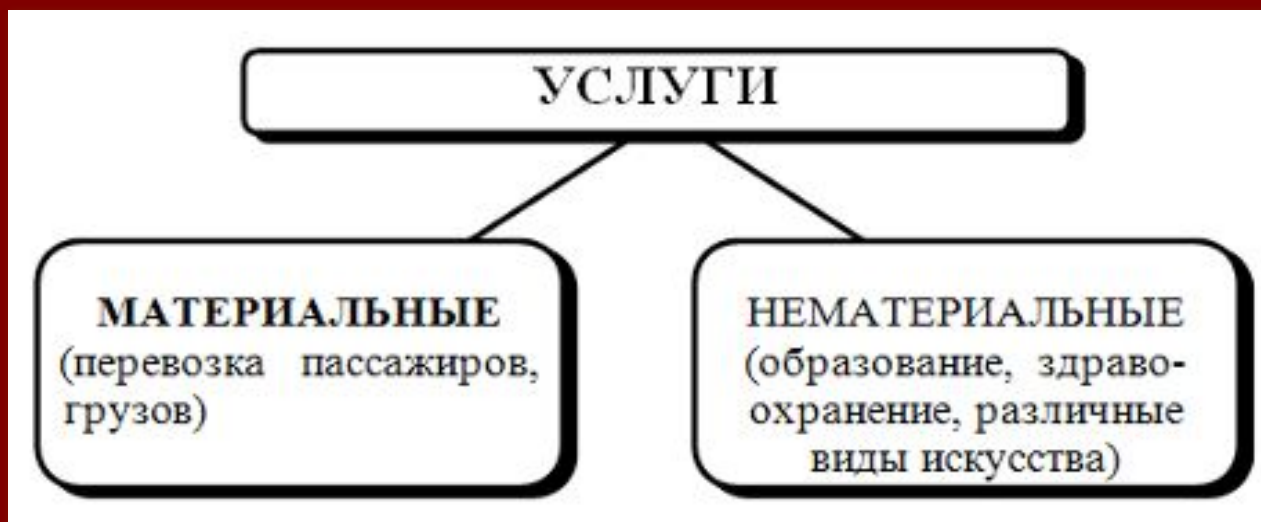 УСЛУГИ
МАТЕРИАЛЬНЫЕ
(перевозка пассажиров,
грузов)
НЕМАТЕРИАЛЬНЫЕ
(образование, здраво-
охранение, различные
виды искусства)